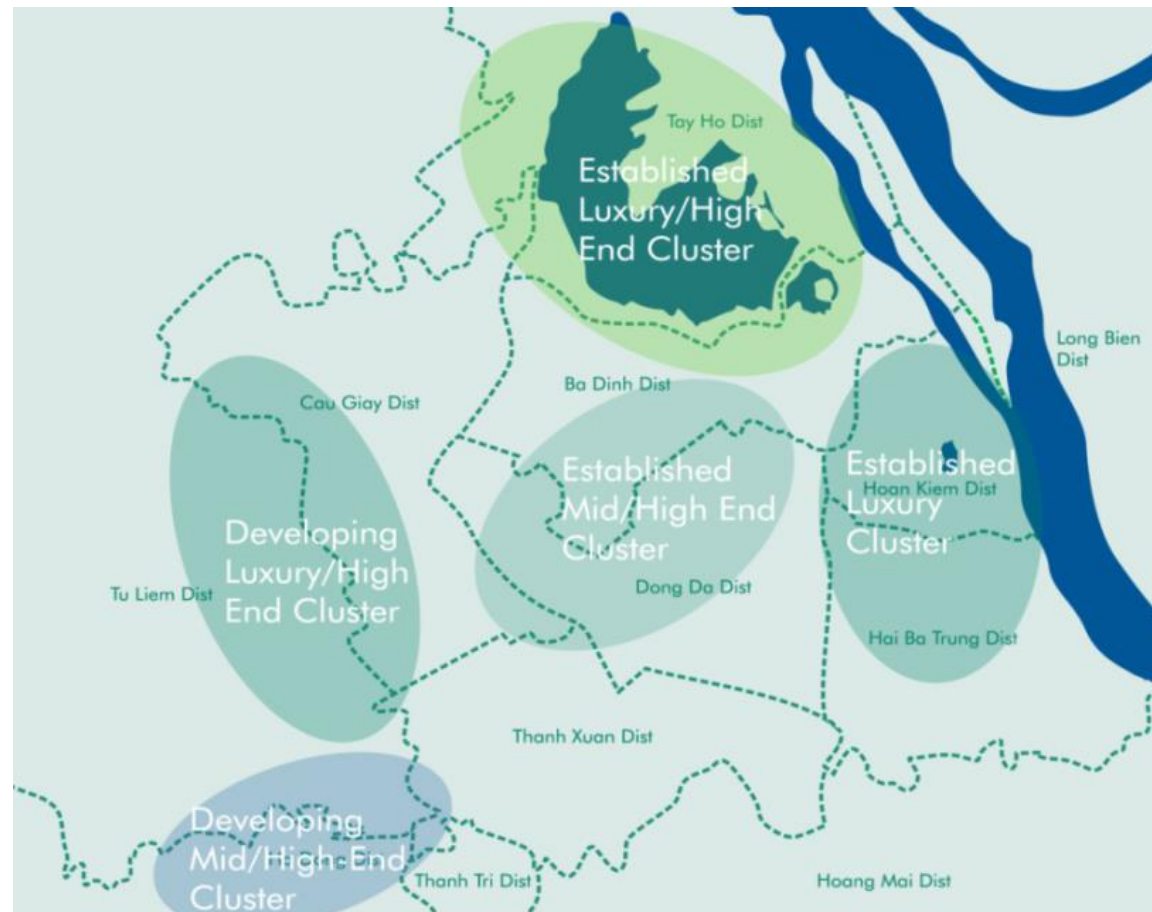 Tay Ho Dist
Established
Luxury/High
End Cluster
Long Bien
Dist
Ba Dinh Dist
Cau Giay Dist
Established
Mid/High End
Cluster
Established
Luxury
Cluster
Hoan Kiem Dist
Developing
Luxury/High
End Cluster
Tu Liem Dist
Dong Da Dist
Hai Ba Trung Dist
Thanh Xuan Dist
Developing
Mid/High-End
Cluster
Thanh Tri Dist
Hoang Mai Dist